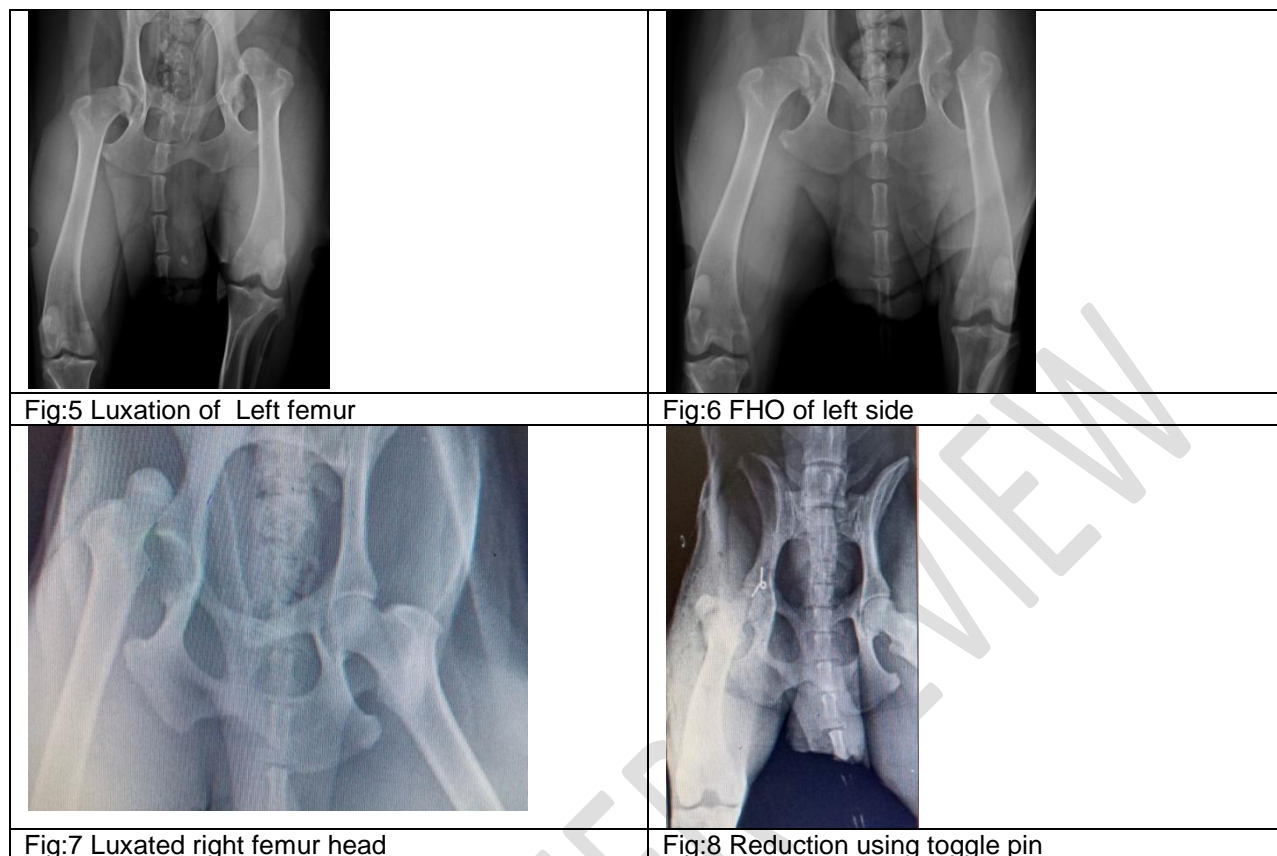 Fig:5 Luxation of  Left femur
Fig:6 FHO of left side
Fig:7 Luxated right femur head
Fig:8 Reduction using toggle pin